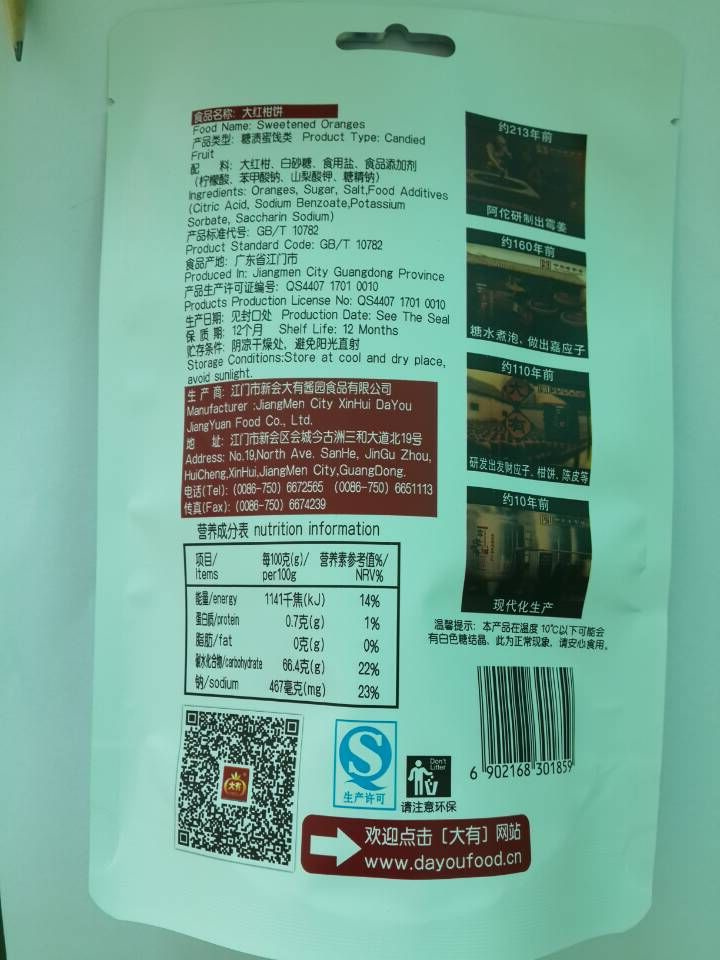 食品名称: 大红柑饼
Food Name: Sweetened Oranges
产品类型: 糖渍蜜饯类 Product Type: Candied
Fruit
配 料: 大红柑、白砂糖、食用盐、食品添加剂
(柠檬酸、苯甲酸钠、山梨酸钾、糖精钠)
Ingredients: Oranges, Sugar, Salt,Food Additives
(Citric Acid, Sodium Benzoate,Potassium
Sorbate, Saccharin Sodium)
产品标准代号: GB/T 10782
Product Standard Code: GB/T 10782
食品产地: 广东省江门市
Produced In: Jiangmen City Guangdong Province
产品生产许可证编号: QS4407 1701 0010
Products Production License No: QS4407 1701 0010
生产日期: 见封口处 Production Date: See The Seal
保 质 期: 12个月 Shelf Life: 12 Months
贮存条件: 阴凉干燥处, 避免阳光直射
Storage Conditions:Store at cool and dry place,
avoid sunlight.
生 产 商: 江门市新会大有酱园食品有限公司
Manufacturer :JiangMen City XinHui DaYou
JiangYuan Food Co., Ltd.
地 址: 江门市新会区会城今古洲三和大道北19号
Address: No.19,North Ave. SanHe, JinGu Zhou,
HuiCheng,XinHui,JiangMen City,GuangDong.
电话(Tel): (0086-750) 6672565 (0086-750) 6651113
传真(Fax): (0086-750) 6674239
营养成分表 nutrition information
项目/ 每100克(g)/ 营养素参考值%/
Items per100g NRV%
能量/energy 1141千焦(kJ) 14%
蛋白质/protein 0.7克(g) 1%
脂肪/fat 0克(g) 0%
碳水化合物/carbohydrate 66.4克(g) 22%
钠/sodium 467毫克(mg) 23%
约213年前
阿佗研制出霉姜
约160年前
糖水煮泡、做出嘉应子
约110年前
大
有
研发出发财应子、柑饼、陈皮等
约10年前
现代化生产
温馨提示: 本产品在温度 10℃以下可能会
有白色糖结晶, 此为正常现象, 请安心食用。
大有
生产许可
Don't
Litter
请注意环保
6 902168 301859
欢迎点击 [大有] 网站
www.dayoufood.cn